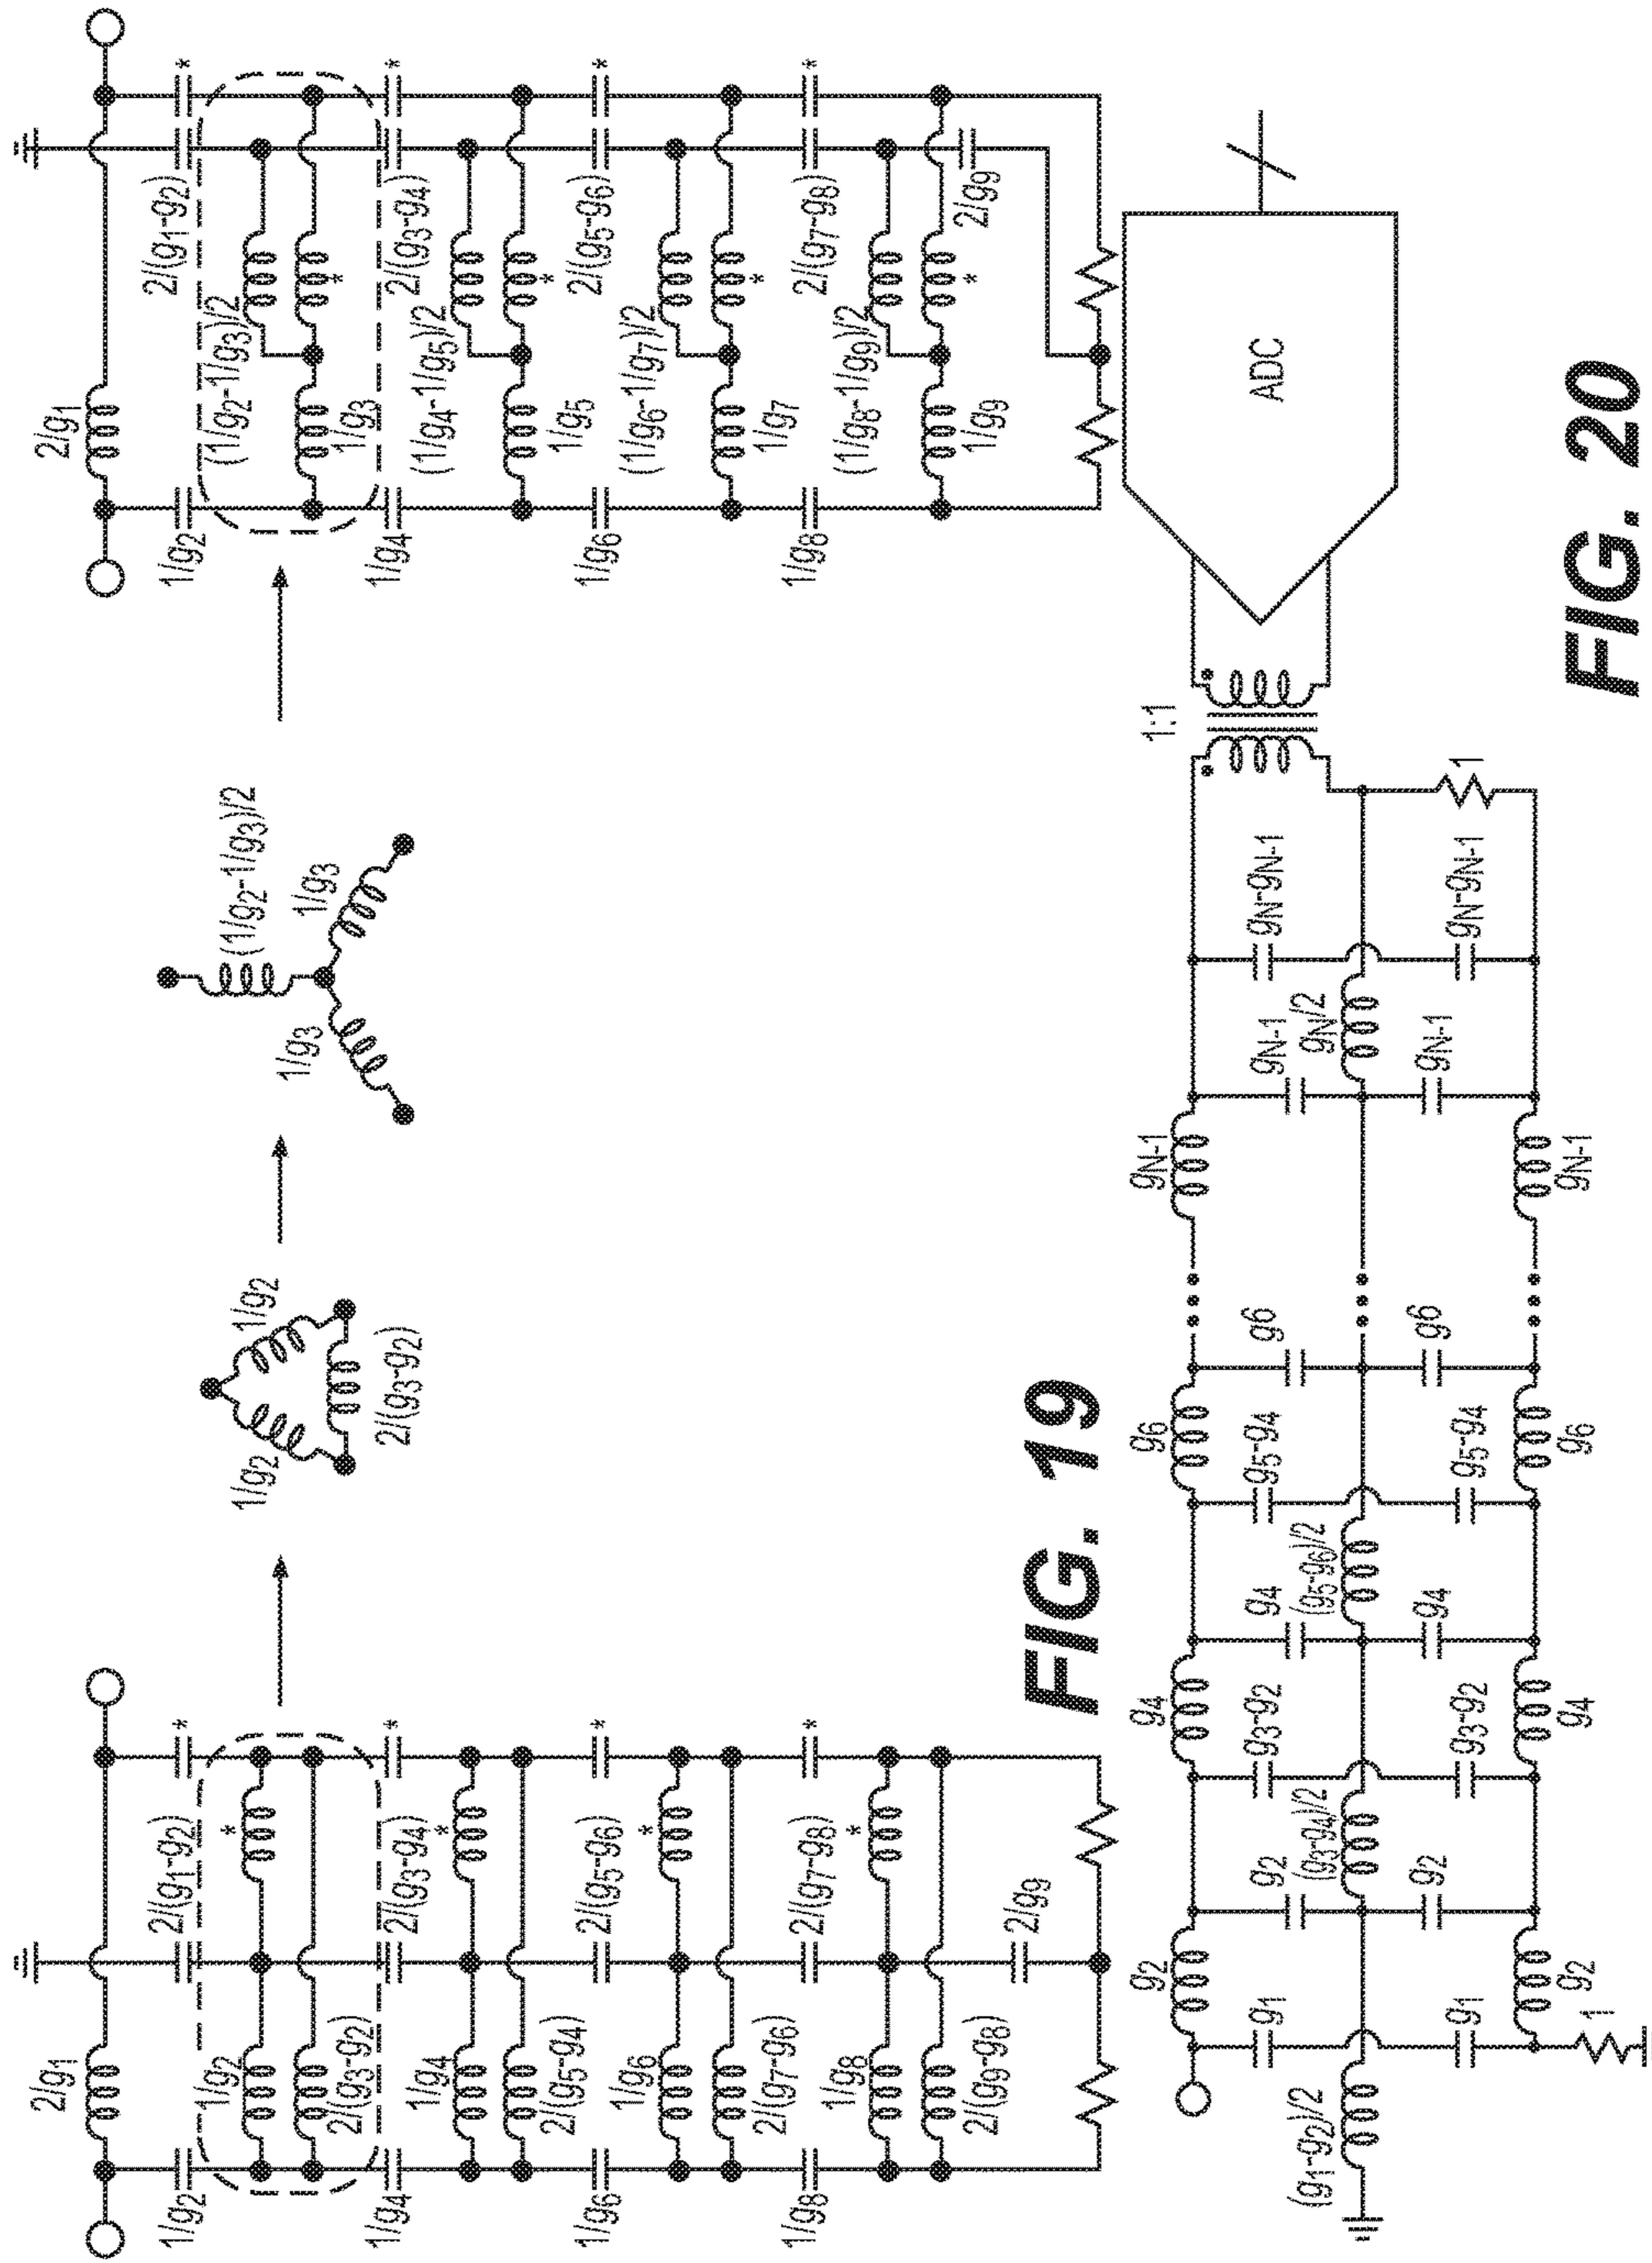 2/g1
1/g2
2/(g1-g2)
*
1/g2
*
2/(g3-g2)
1/g4
2/(g3-g4)
*
1/g4
*
2/(g5-g4)
1/g6
2/(g5-g6)
*
1/g6
*
2/(g7-g6)
1/g8
2/(g7-g8)
*
1/g8
*
2/(g9-g8)
2/g9
1/g2
1/g2
2/(g3-g2)
(1/g2-1/g3)/2
1/g3
1/g3
2/g1
1/g2
2/(g1-g2)
*
(1/g2-1/g3)/2
1/g3
*
1/g4
2/(g3-g4)
*
(1/g4-1/g5)/2
1/g5
*
1/g6
2/(g5-g6)
*
(1/g6-1/g7)/2
1/g7
*
1/g8
2/(g7-g8)
*
(1/g8-1/g9)/2
1/g9
*
2/g9
FIG. 19
g2
g4
g6
gN-1
1:1
g1
g2
g3-g2
g4
g5-g4
g6
gN-1
gN-gN-1
(g1-g2)/2
(g3-g4)/2
(g5-g6)/2
gN/2
ADC
g1
g2
g3-g2
g4
g5-g4
g6
gN-1
gN-gN-1
1
g2
g4
g6
gN-1
1
FIG. 20